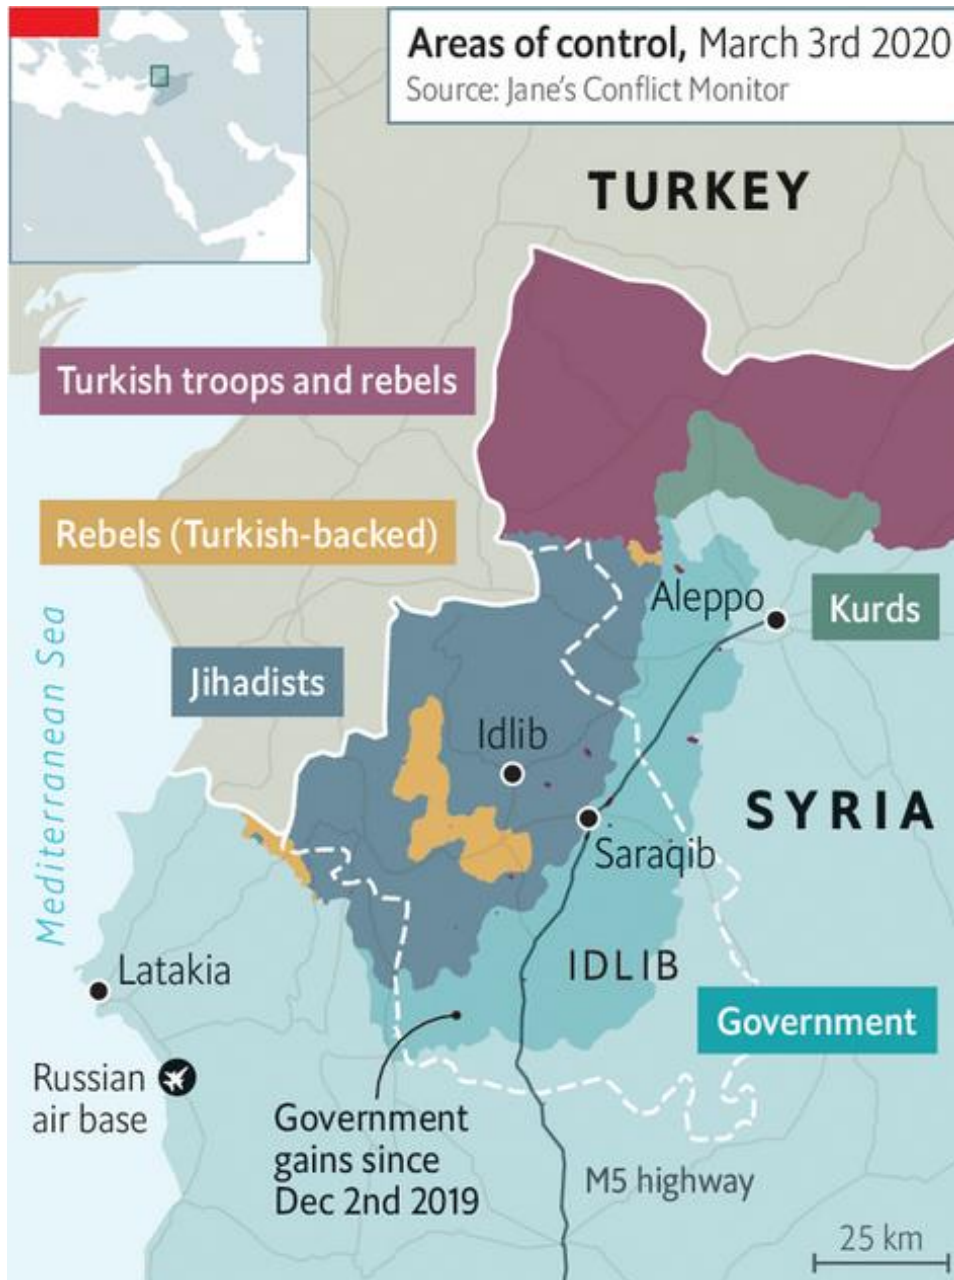 Areas of control, March 3rd 2020
Source: Jane's Conflict Monitor
TURKEY
Turkish troops and rebels
Rebels (Turkish-backed)
Aleppo
Kurds
Mediterranean Sea
Jihadists
Idlib
SYRIA
Saraqib
IDLIB
Latakia
Government
Russian
air base
Government
gains since
Dec 2nd 2019
M5 highway
25 km